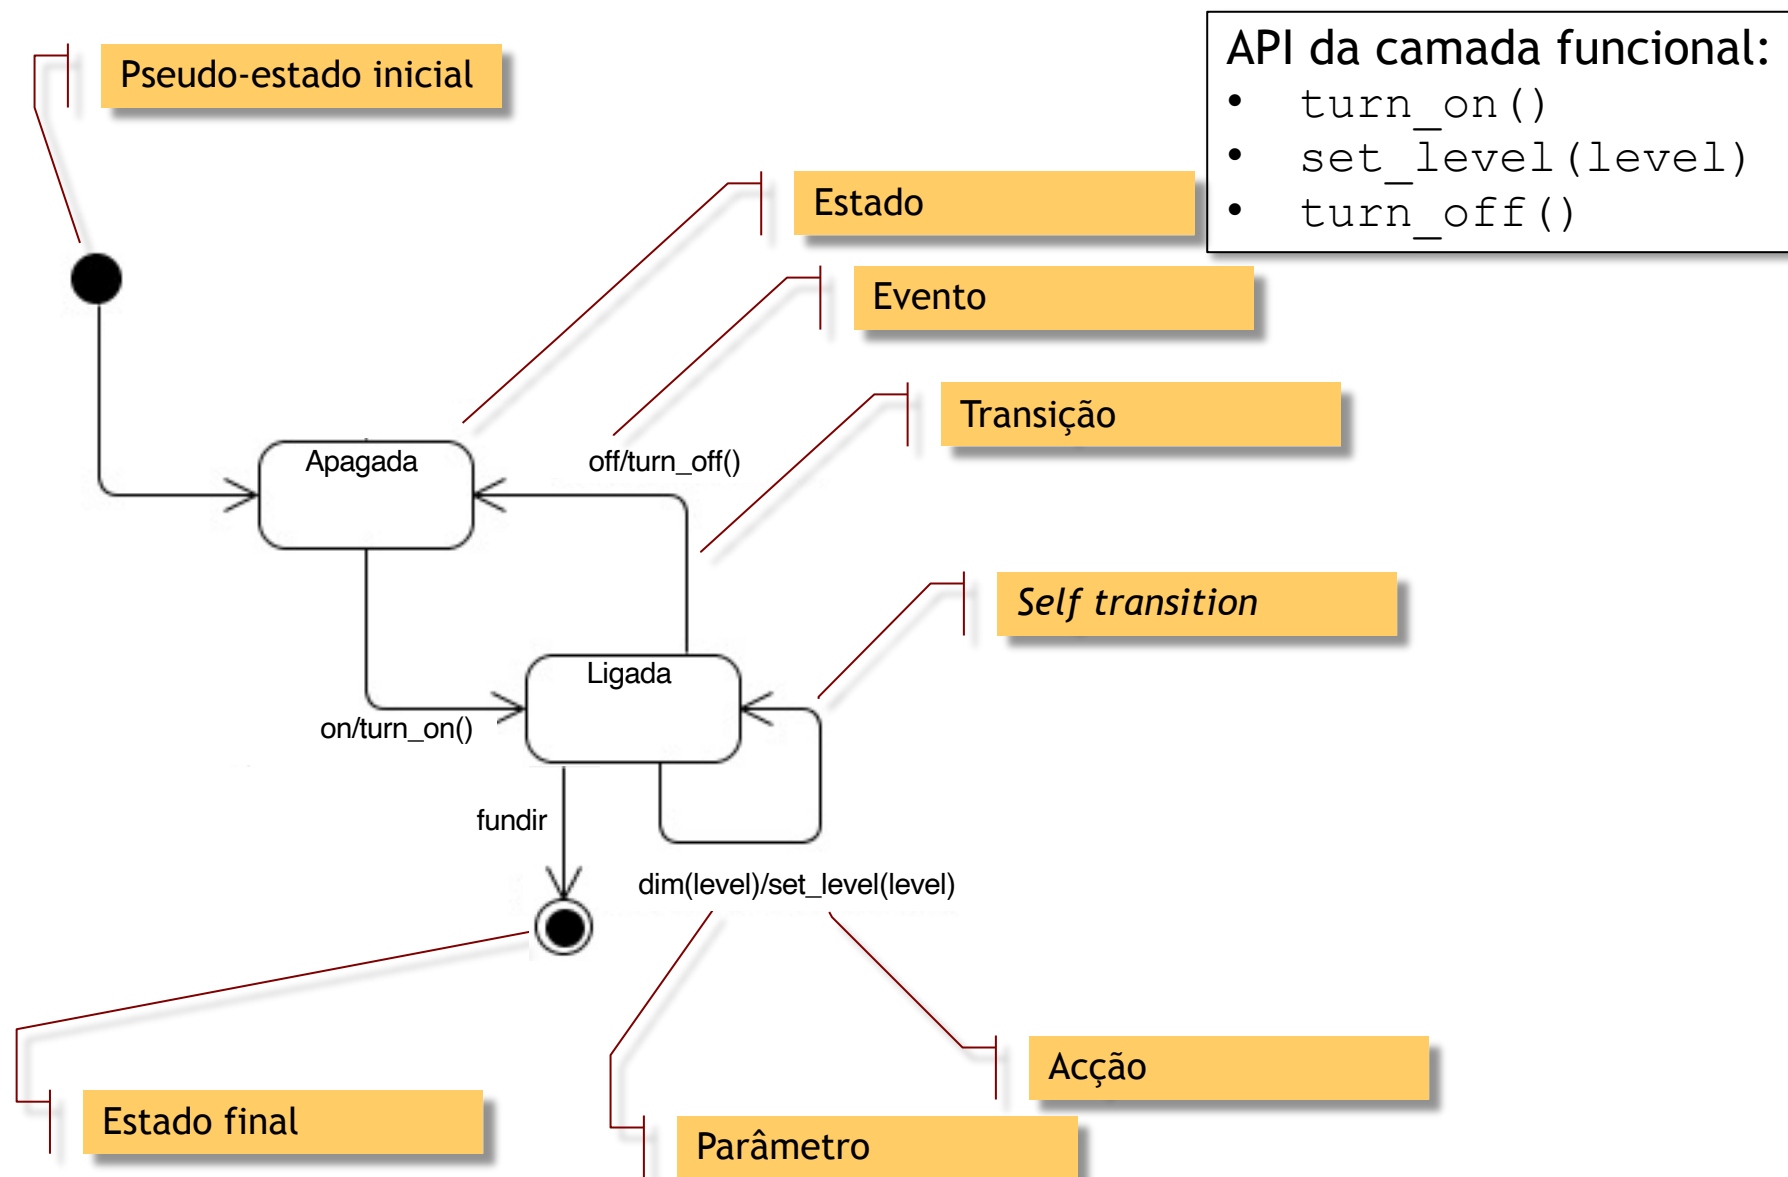 Pseudo-estado inicial
API da camada funcional:
• turn_on()
• set_level(level)
• turn_off()
Estado
Evento
Transição
Apagada
off/turn_off()
Self transition
Ligada
on/turn_on()
fundir
dim(level)/set_level(level)
Acção
Estado final
Parâmetro